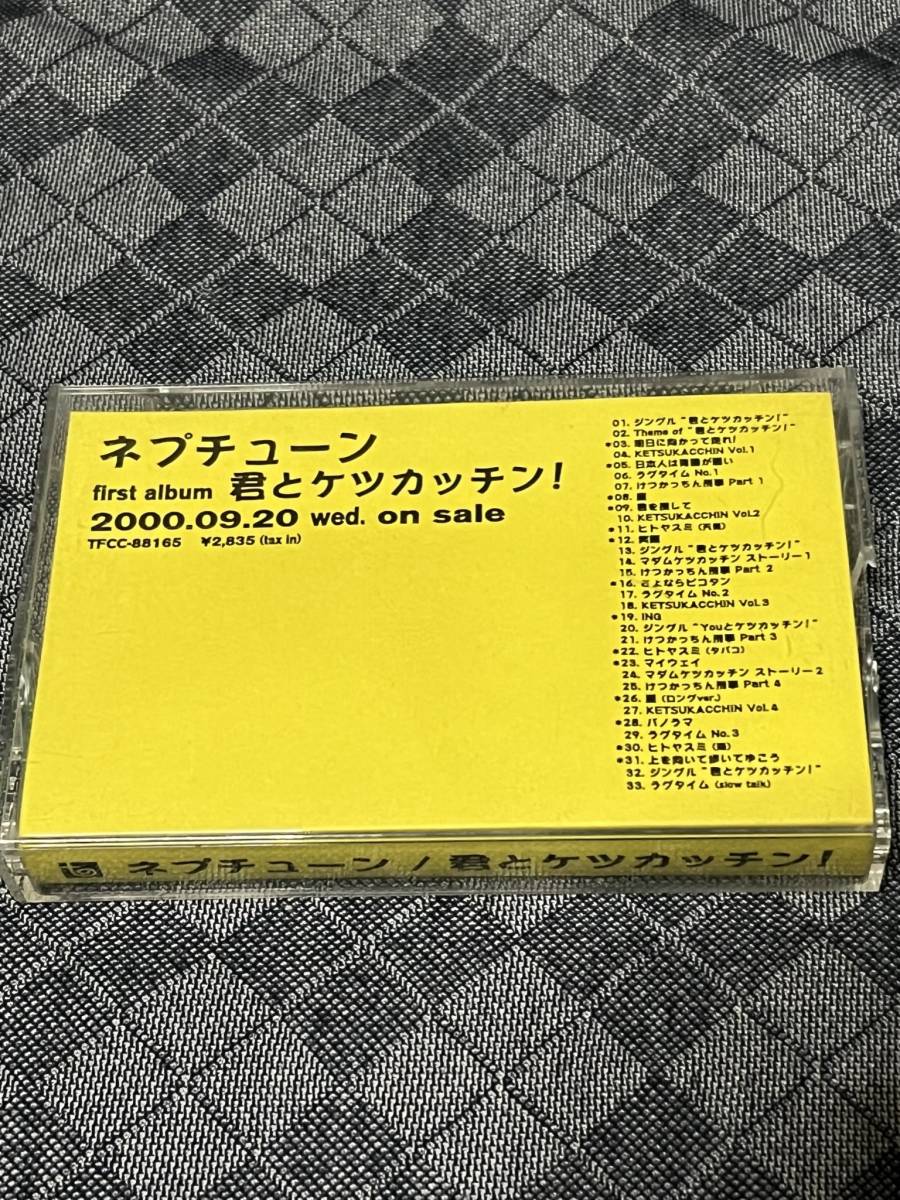 ネプチューン
first album 君とケツカッチン!
2000.09.20 wed. on sale
TFCC-88165 ¥2,835 (tax in)
01. ジングル "君とケツカッチン!"
02. Theme of "君とケツカッチン!"
•03. 明日に向かって走れ!
04. KETSUKACCHIN Vol.1
•05. 日本人は胃腸が弱い
06. ラグタイム No.1
07. けつかっちん刑事 Part 1
•08.
•09. 君を探して
10. KETSUKACCHIN Vol.2
•11. ヒトヤスミ
•12.
13. ジングル "君とケツカッチン!"
14. マダムケツカッチン ストーリー1
15. けつかっちん刑事 Part 2
•16. さよならピコタン
17. ラグタイム No.2
18. KETSUKACCHIN Vol.3
•19. ING
20. ジングル "Youとケツカッチン!"
21. けつかっちん刑事 Part 3
•22. ヒトヤスミ (タバコ)
•23. マイウェイ
24. マダムケツカッチン ストーリー2
25. けつかっちん刑事 Part 4
•26. (ロングver.)
27. KETSUKACCHIN Vol.4
•28. パノラマ
29. ラグタイム No.3
•30. ヒトヤスミ
•31. 上を向いて歩いてゆこう
32. ジングル "君とケツカッチン!"
33. ラグタイム (slow talk)
ネプチューン / 君とケツカッチン!